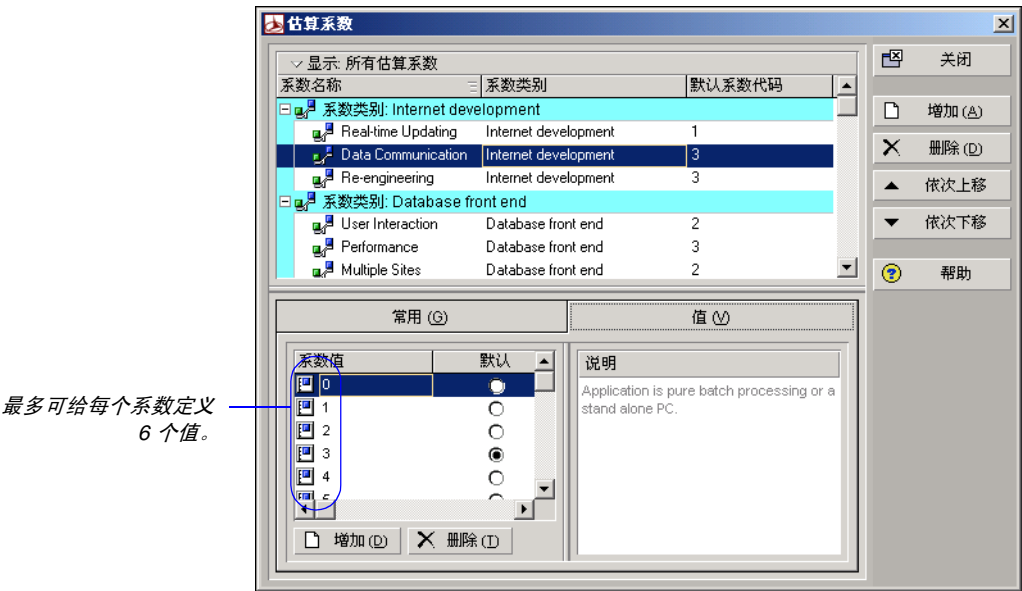 估算系数
显示: 所有估算系数
系数名称 系数类别 默认系数代码
系数类别: Internet development
Real-time Updating Internet development 1
Data Communication Internet development 3
Re-engineering Internet development 3
系数类别: Database front end
User Interaction Database front end 2
Performance Database front end 3
Multiple Sites Database front end 2
关闭
增加(A)
删除(D)
依次上移
依次下移
帮助
常用(G) 值(V)
系数值 默认
0
1
2
3
4
5
增加(D) 删除(T)
说明
Application is pure batch processing or a
stand alone PC.
最多可给每个系数定义
6 个值。